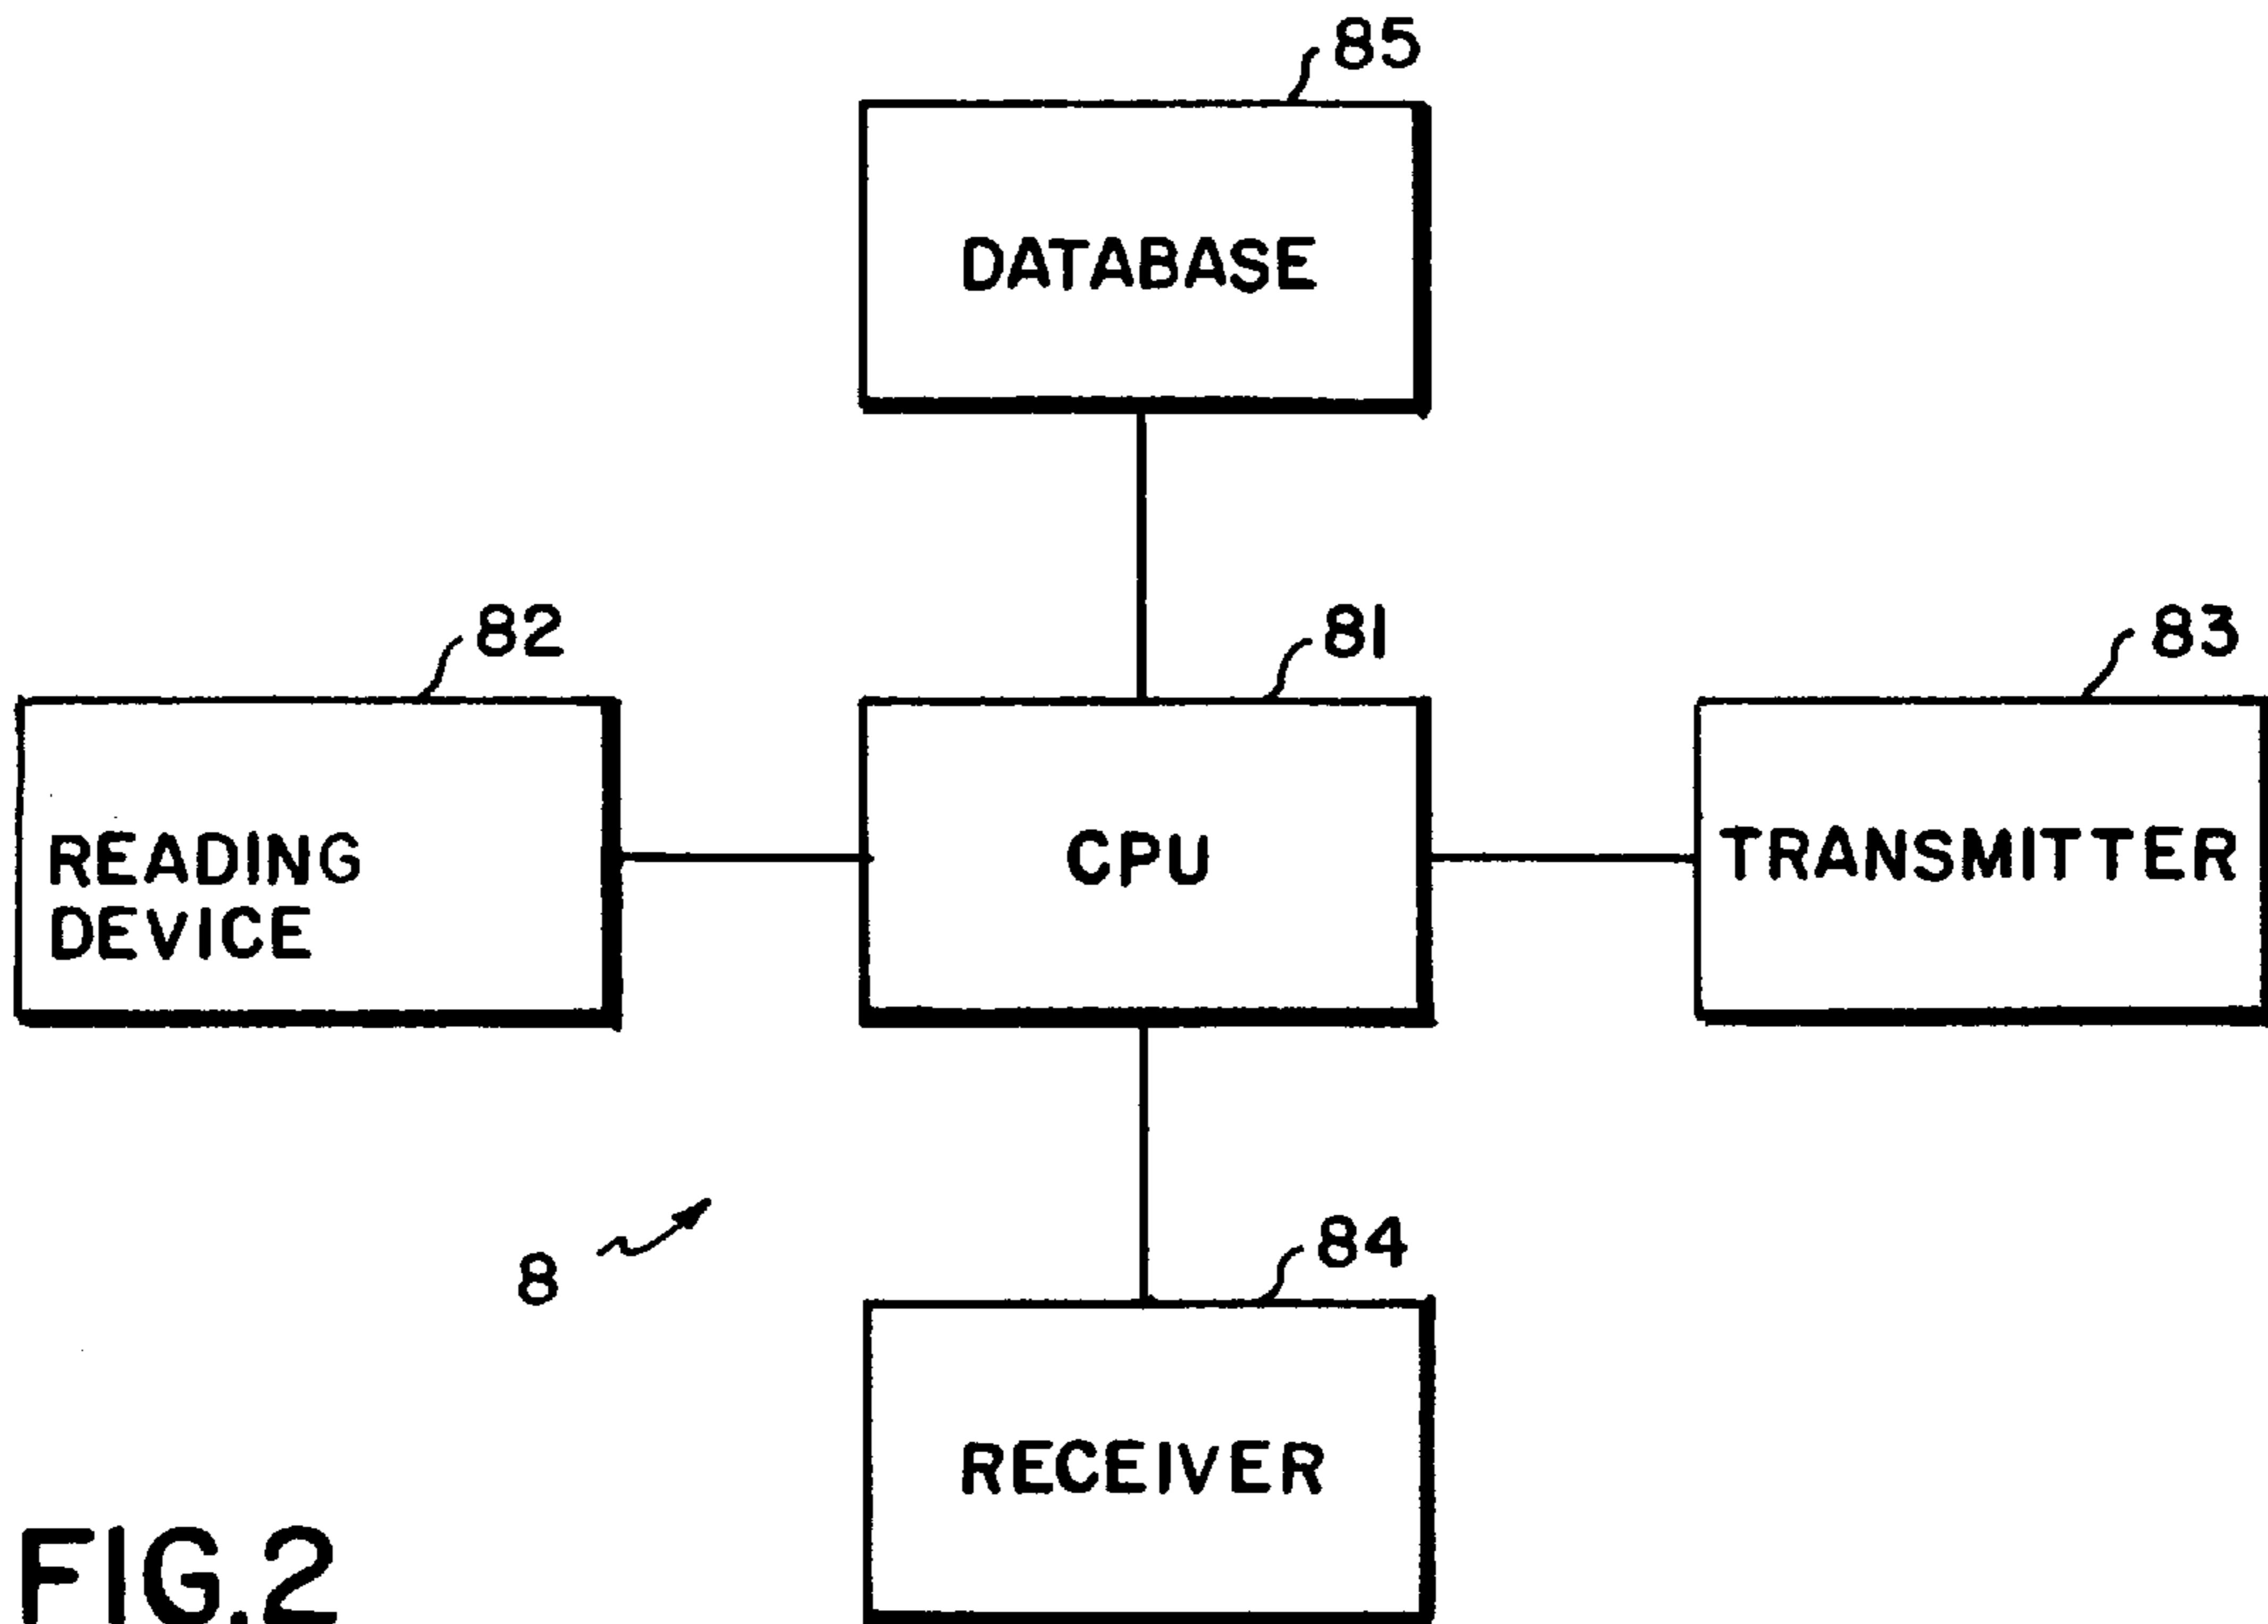 85
DATABASE
82
81
83
READING
DEVICE
CPU
TRANSMITTER
8
84
RECEIVER
FIG.2